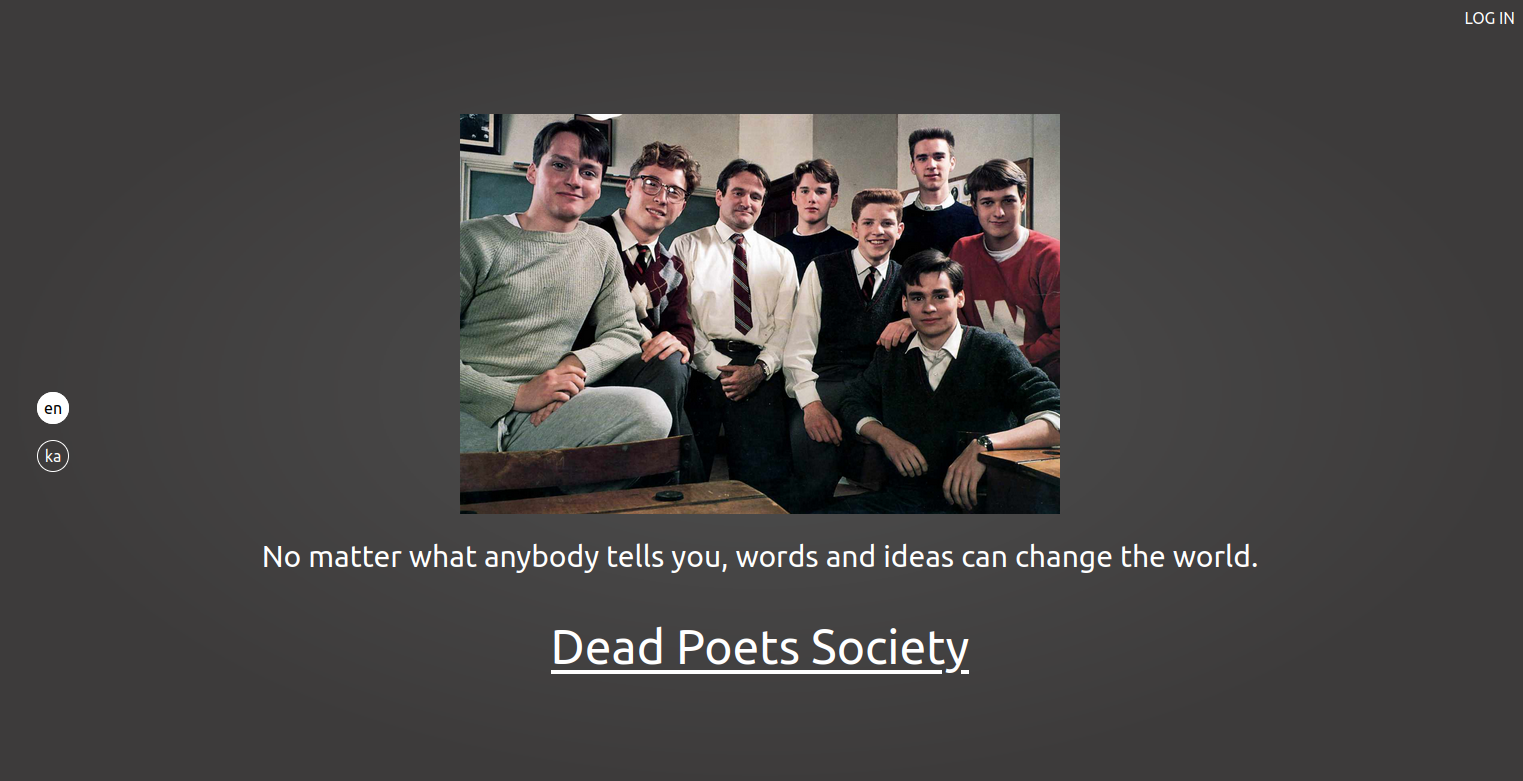 LOG IN
W
en
ka
No matter what anybody tells you, words and ideas can change the world.
Dead Poets Society